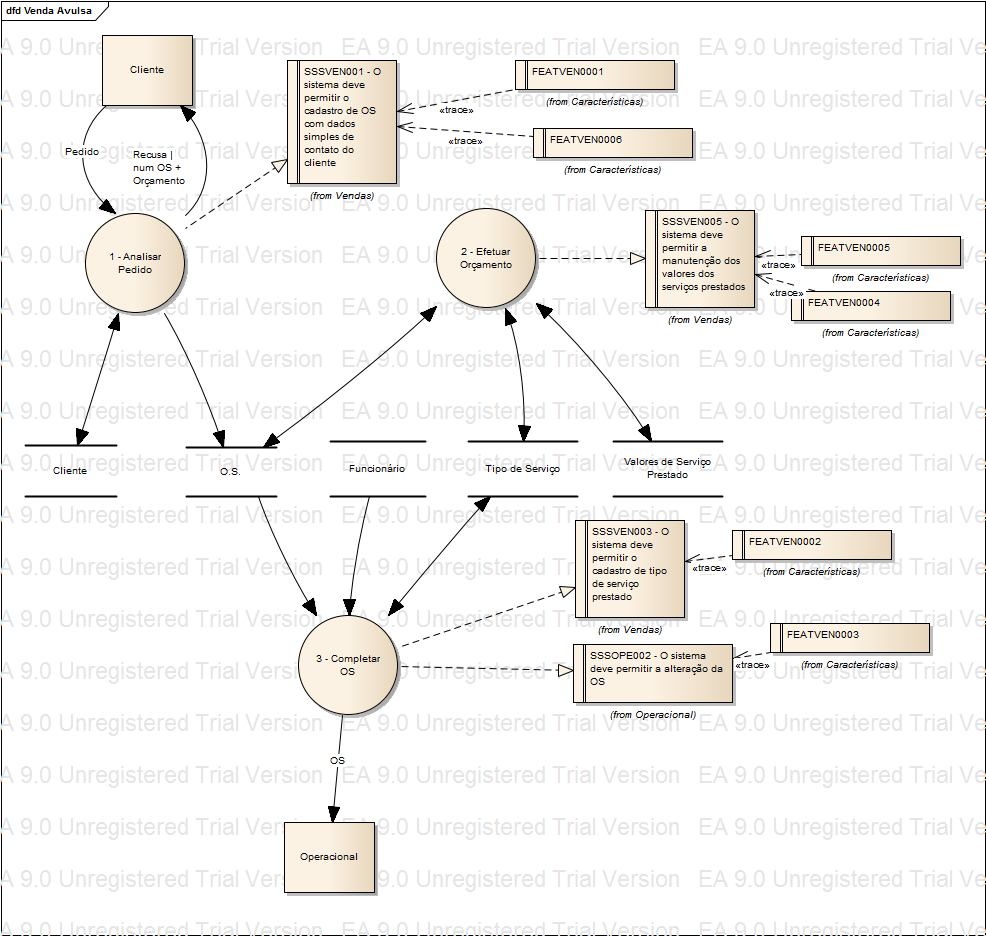 dfd Venda Avulsa
EA 9.0 Unregistered Trial Version
Cliente
Pedido
Recusa |
num OS +
Orçamento
SSSVEN001 - O
sistema deve
permitir o
cadastro de OS
com dados
simples de
contato do
cliente
(from Vendas)
FEATVEN0001
(from Características)
«trace»
FEATVEN0006
(from Características)
«trace»
1 - Analisar
Pedido
2 - Efetuar
Orçamento
SSSVEN005 - O
sistema deve
permitir a
manutenção dos
valores dos
serviços prestados
(from Vendas)
FEATVEN0005
(from Características)
«trace»
FEATVEN0004
(from Características)
«trace»
Cliente
O.S.
Funcionário
Tipo de Serviço
Valores de Serviço
Prestado
SSSVEN003 - O
sistema deve
permitir o
cadastro de tipo
de serviço
prestado
(from Vendas)
FEATVEN0002
(from Características)
«trace»
SSSOPE002 - O sistema
deve permitir a alteração da
OS
(from Operacional)
FEATVEN0003
(from Características)
«trace»
3 - Completar
OS
OS
Operacional